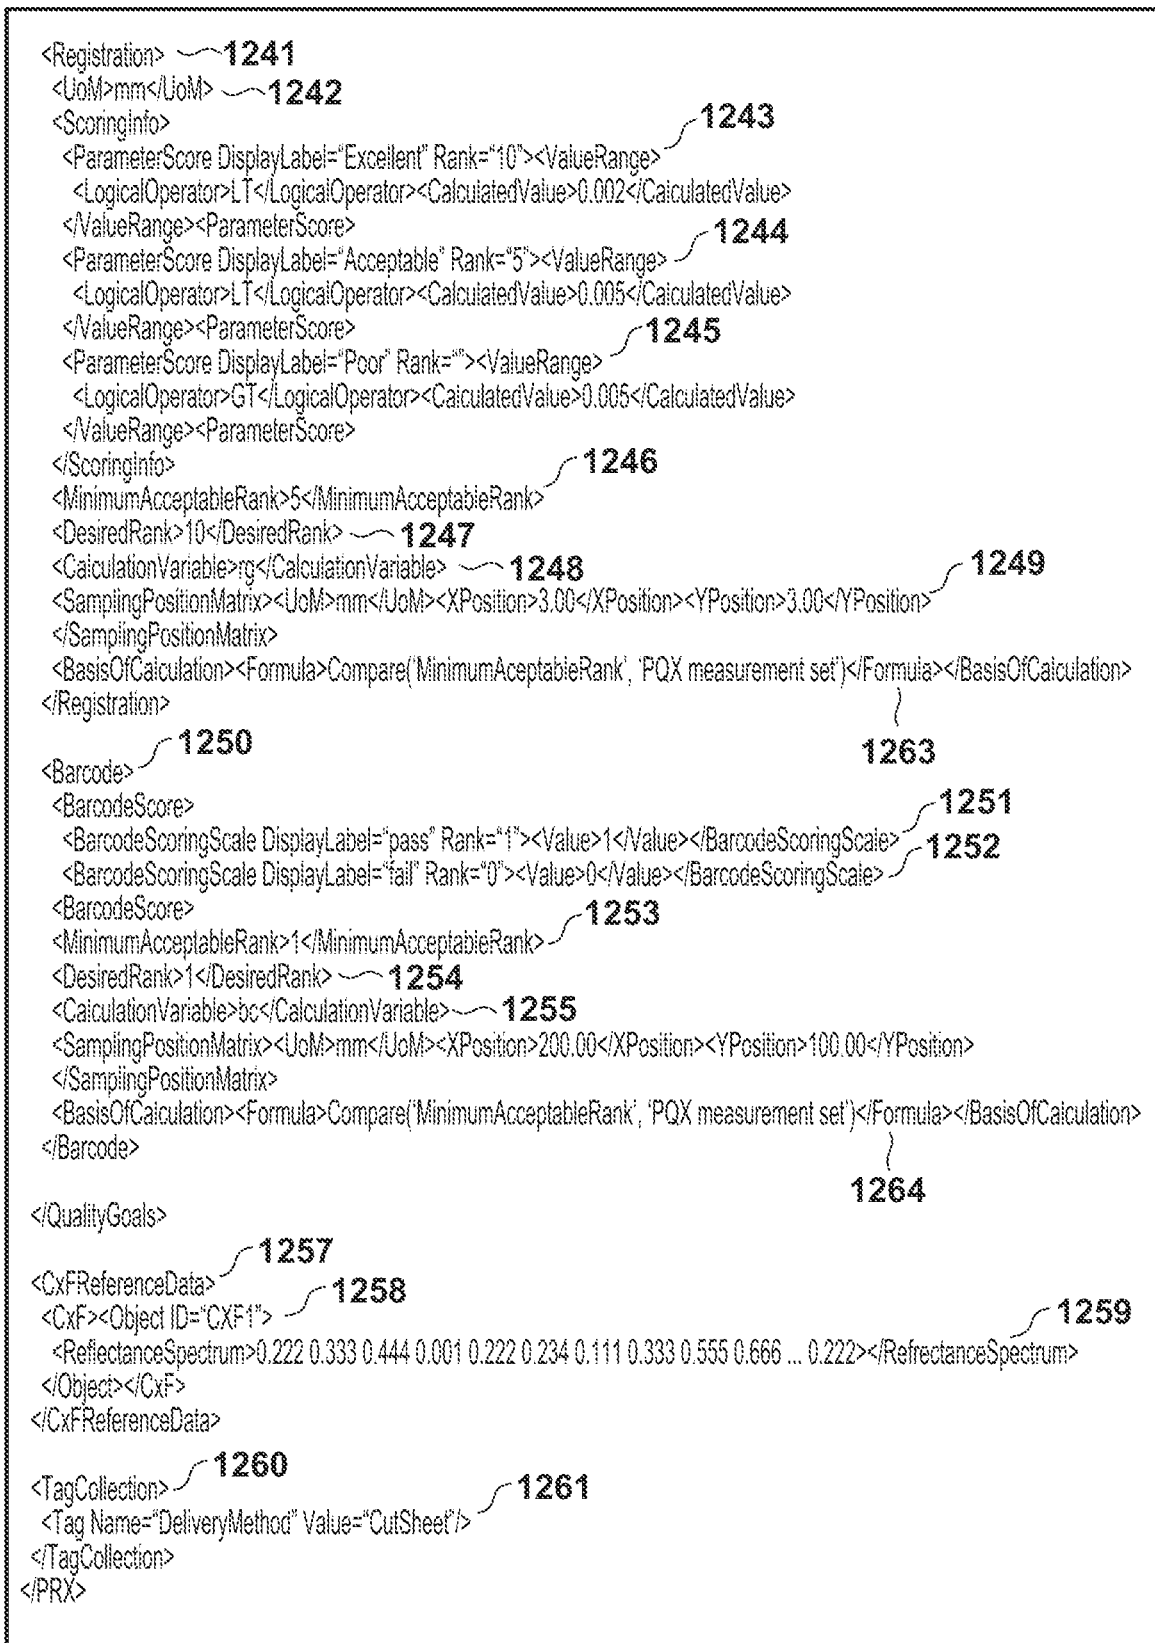 <Registration> 1241
<UoM>mm</UoM> 1242
<ScoringInfo> 1243
<ParameterScore DisplayLabel="Excellent" Rank="10"><ValueRange>
<LogicalOperator>LT</LogicalOperator><CalculatedValue>0.002</CalculatedValue>
</ValueRange><ParameterScore> 1244
<ParameterScore DisplayLabel="Acceptable" Rank="5"><ValueRange>
<LogicalOperator>LT</LogicalOperator><CalculatedValue>0.005</CalculatedValue>
</ValueRange><ParameterScore> 1245
<ParameterScore DisplayLabel="Poor" Rank=""><ValueRange>
<LogicalOperator>GT</LogicalOperator><CalculatedValue>0.005</CalculatedValue>
</ValueRange><ParameterScore>
</ScoringInfo> 1246
<MinimumAcceptableRank>5</MinimumAcceptableRank>
<DesiredRank>10</DesiredRank> 1247
<CalculationVariable>rg</CalculationVariable> 1248 1249
<SamplingPositionMatrix><UoM>mm</UoM><XPosition>3.00</XPosition><YPosition>3.00</YPosition>
</SamplingPositionMatrix>
<BasisOfCalculation><Formula>Compare('MinimumAceptableRank', 'PQX measurement set')</Formula></BasisOfCalculation>
</Registration>
1250 1263
<Barcode>
<BarcodeScore> 1251
<BarcodeScoringScale DisplayLabel="pass" Rank="1"><Value>1</Value></BarcodeScoringScale>
<BarcodeScoringScale DisplayLabel="fail" Rank="0"><Value>0</Value></BarcodeScoringScale> 1252
<BarcodeScore> 1253
<MinimumAcceptableRank>1</MinimumAcceptableRank>
<DesiredRank>1</DesiredRank> 1254
<CalculationVariable>bc</CalculationVariable> 1255
<SamplingPositionMatrix><UoM>mm</UoM><XPosition>200.00</XPosition><YPosition>100.00</YPosition>
</SamplingPositionMatrix>
<BasisOfCalculation><Formula>Compare('MinimumAcceptableRank', 'PQX measurement set')</Formula></BasisOfCalculation>
</Barcode>
1264
</QualityGoals>
1257
<CxFReferenceData>
<CxF><Object ID="CXF1"> 1258 1259
<ReflectanceSpectrum>0.222 0.333 0.444 0.001 0.222 0.234 0.111 0.333 0.555 0.666 ... 0.222></RefrectanceSpectrum>
</Object></CxF>
</CxFReferenceData>
1260
<TagCollection> 1261
<Tag Name="DeliveryMethod" Value="CutSheet"/>
</TagCollection>
</PRX>